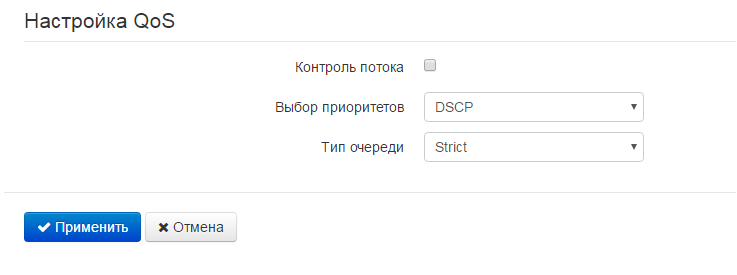 Настройка QoS
Контроль потока
Выбор приоритетов DSCP
Тип очереди Strict
Применить Отмена